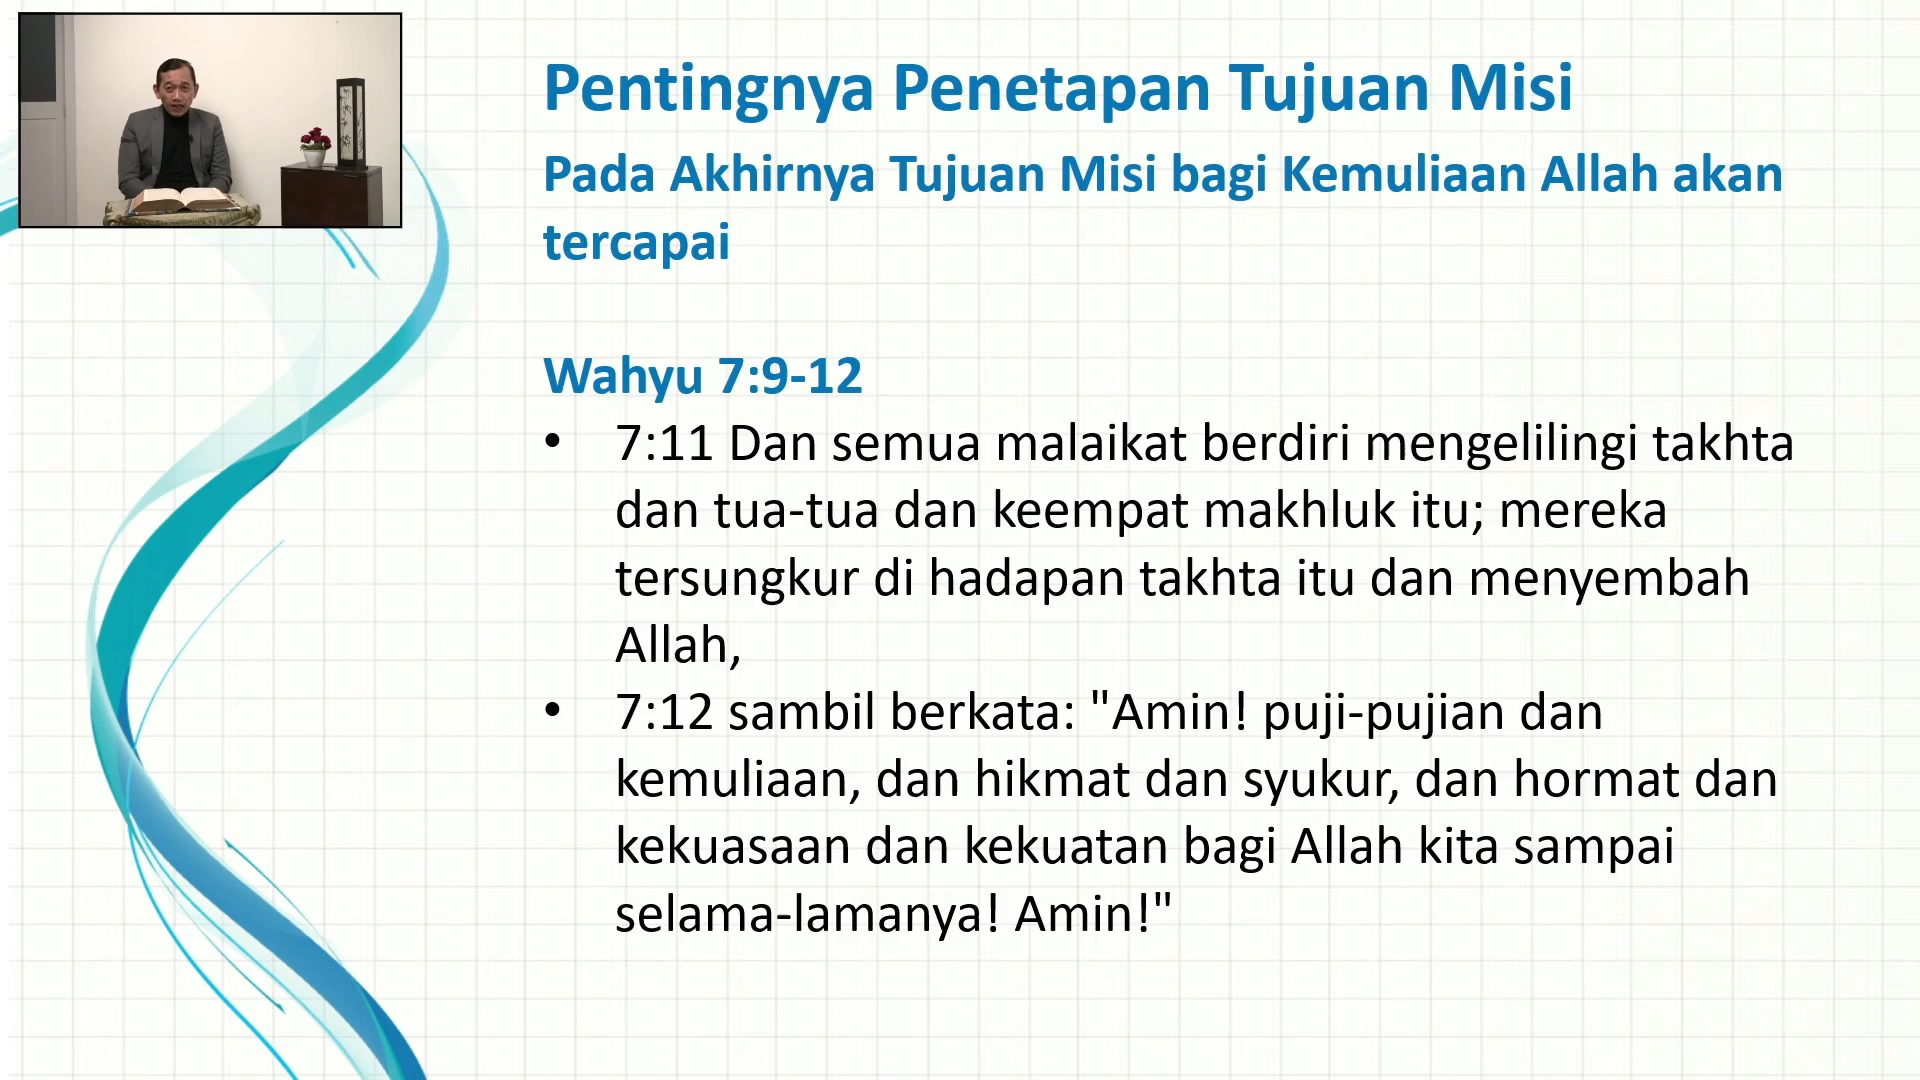 Pentingnya Penetapan Tujuan Misi
Pada Akhirnya Tujuan Misi bagi Kemuliaan Allah akan
tercapai
Wahyu 7:9-12
• 7:11 Dan semua malaikat berdiri mengelilingi takhta
dan tua-tua dan keempat makhluk itu; mereka
tersungkur di hadapan takhta itu dan menyembah
Allah,
• 7:12 sambil berkata: "Amin! puji-pujian dan
kemuliaan, dan hikmat dan syukur, dan hormat dan
kekuasaan dan kekuatan bagi Allah kita sampai
selama-lamanya! Amin!"